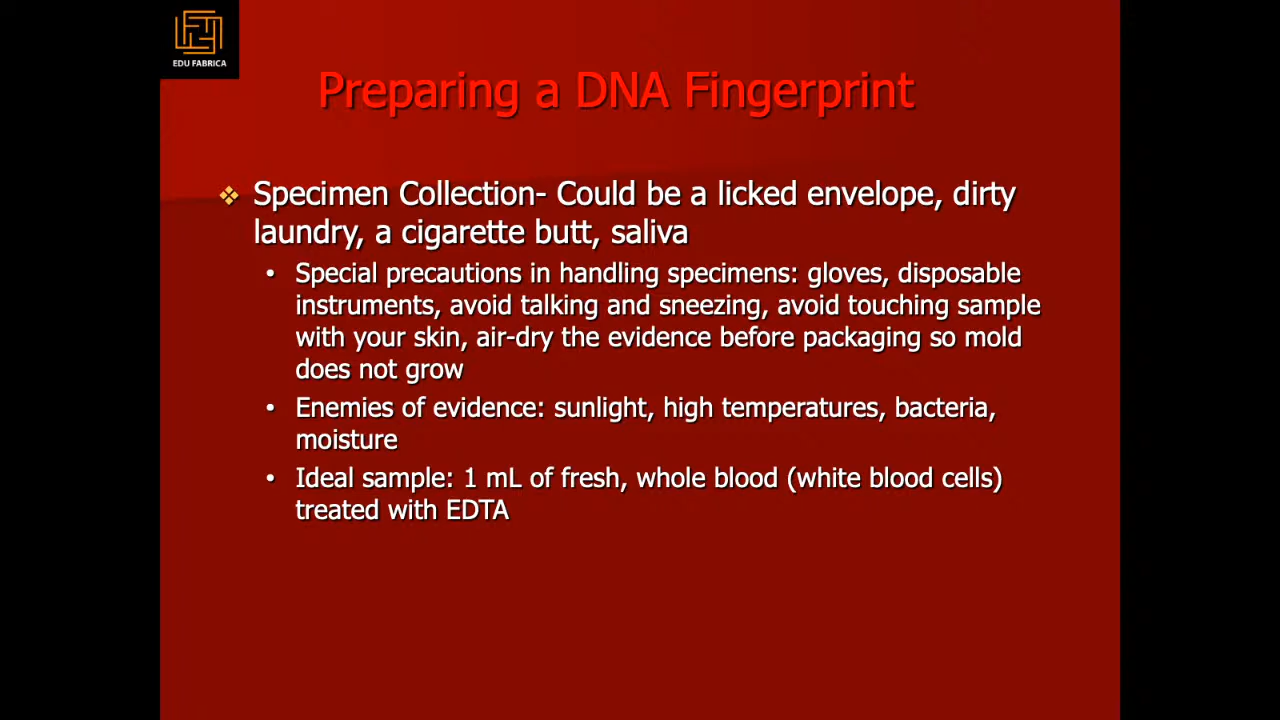 EDU FABRICA
Preparing a DNA Fingerprint
❖ Specimen Collection- Could be a licked envelope, dirty
laundry, a cigarette butt, saliva
• Special precautions in handling specimens: gloves, disposable
instruments, avoid talking and sneezing, avoid touching sample
with your skin, air-dry the evidence before packaging so mold
does not grow
• Enemies of evidence: sunlight, high temperatures, bacteria,
moisture
• Ideal sample: 1 mL of fresh, whole blood (white blood cells)
treated with EDTA